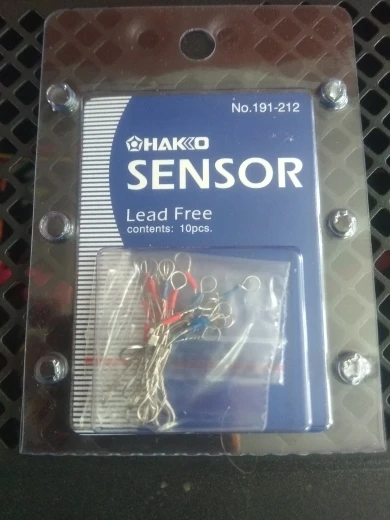 No.191-212
HAKKO
SENSOR
Lead Free
contents: 10pcs.